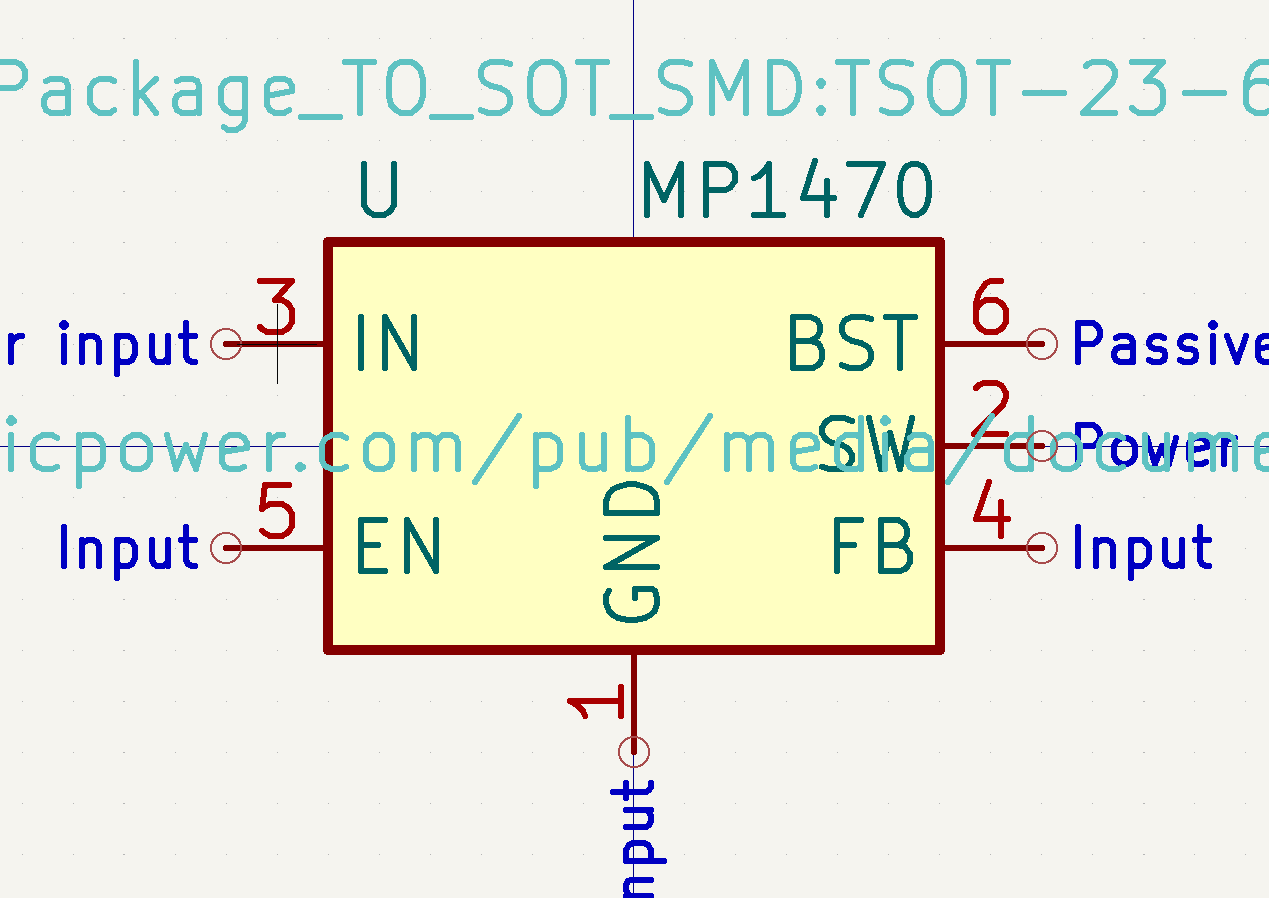 Package_TO_SOT_SMD:TSOT-23-6
U MP1470
3 6
r input IN BST Passive
2
icpower.com/pub/media/docume
SW Power
5 4
Input EN FB Input
GND
1
nput